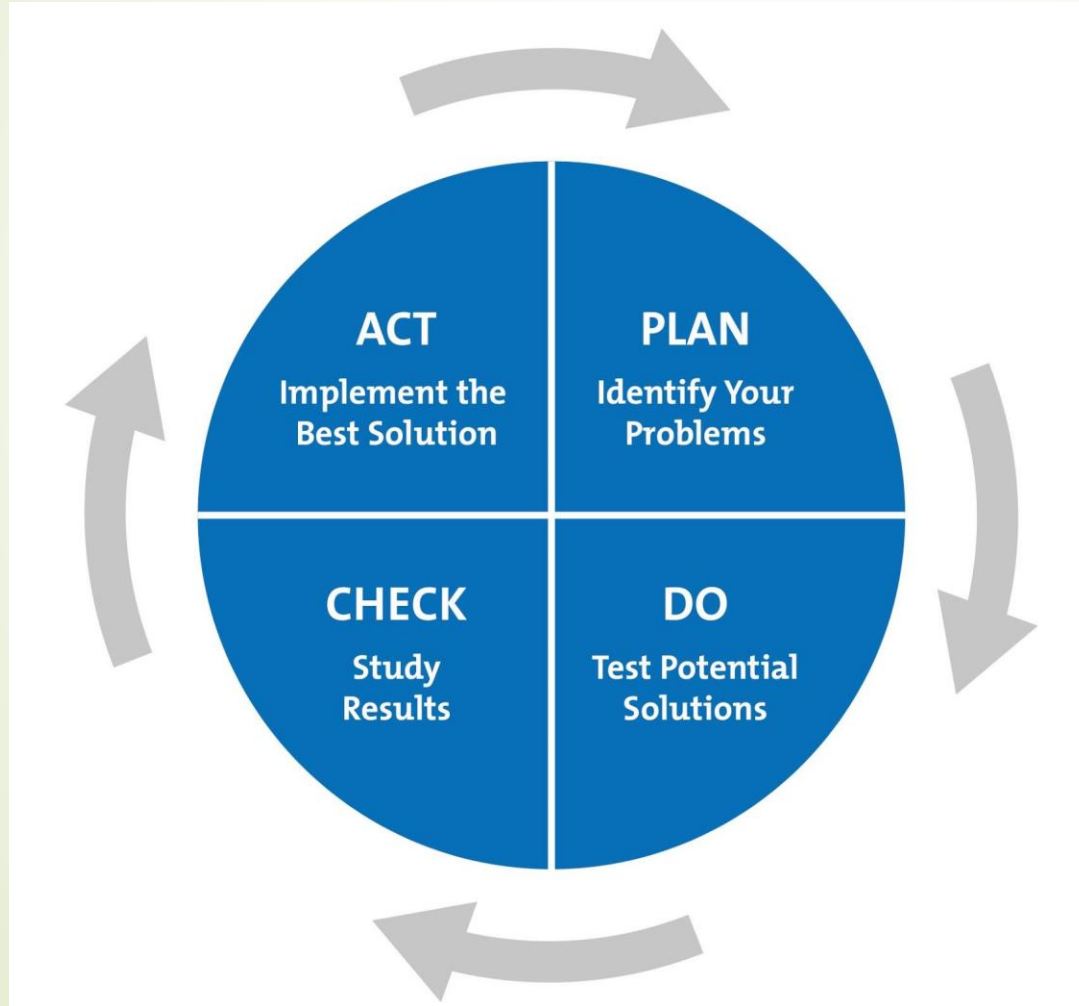 ACT
Implement the
Best Solution
PLAN
Identify Your
Problems
CHECK
Study
Results
DO
Test Potential
Solutions